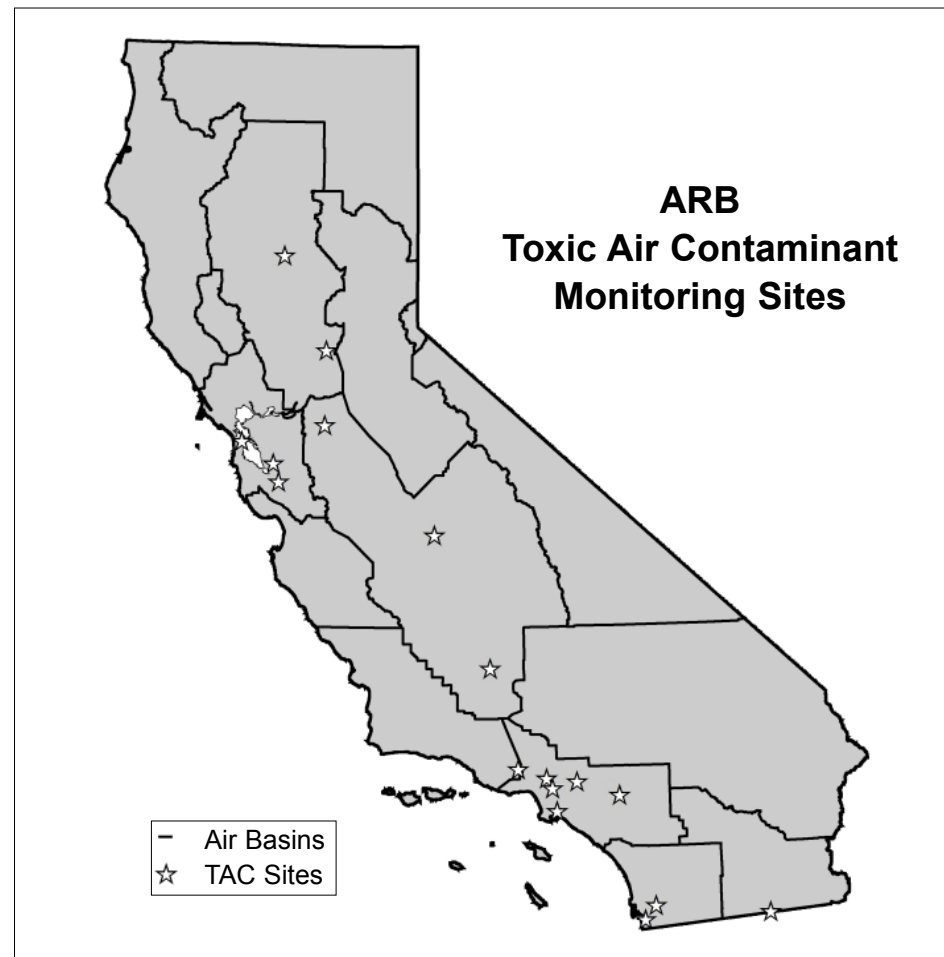 ARB
Toxic Air Contaminant
Monitoring Sites
Air Basins
TAC Sites